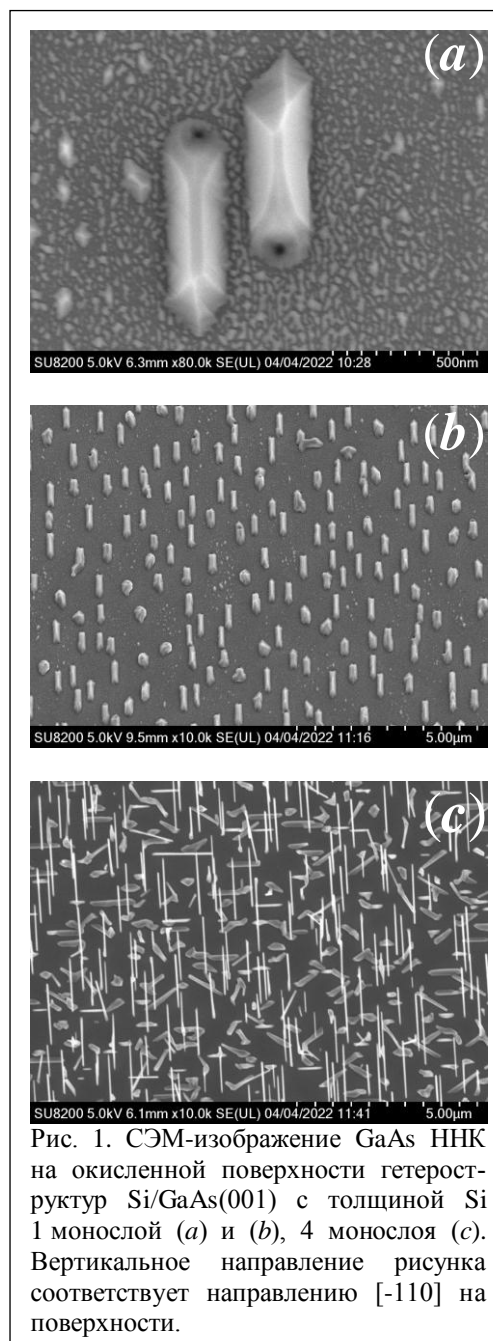 (a)
SU8200 5.0kV 6.3mm x80.0k SE(UL) 04/04/2022 10:28 500nm
(b)
SU8200 5.0kV 9.5mm x10.0k SE(UL) 04/04/2022 11:16 5.00µm
(c)
SU8200 5.0kV 6.1mm x10.0k SE(UL) 04/04/2022 11:41 5.00µm
Рис. 1. СЭМ-изображение GaAs ННК
на окисленной поверхности гетерост-
руктур Si/GaAs(001) с толщиной Si
1 монослой (a) и (b), 4 монослоя (c).
Вертикальное направление рисунка
соответствует направлению [-110] на
поверхности.